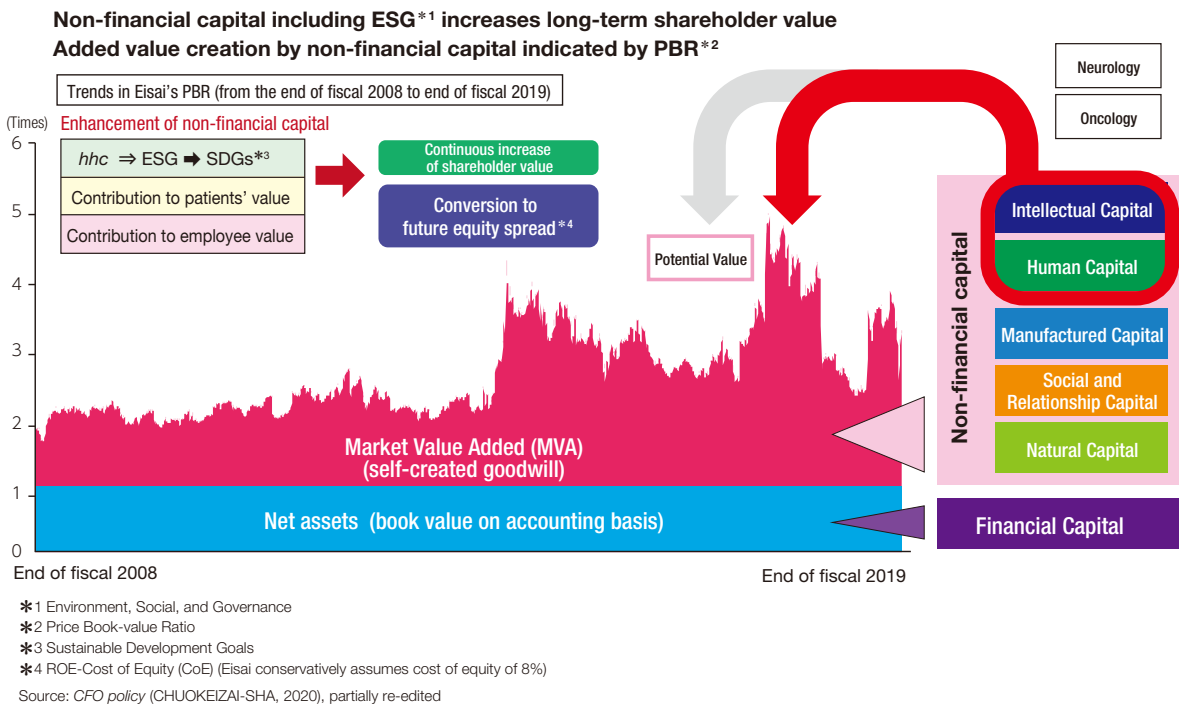 Non-financial capital including ESG*1 increases long-term shareholder value
Added value creation by non-financial capital indicated by PBR*2
Trends in Eisai's PBR (from the end of fiscal 2008 to end of fiscal 2019)
Neurology
Oncology
(Times)
Enhancement of non-financial capital
hhc ⇒ ESG ➡ SDGs*3
Contribution to patients' value
Contribution to employee value
Continuous increase
of shareholder value
Conversion to
future equity spread*4
Potential Value
6
5
4
3
2
1
0
Non-financial capital
Intellectual Capital
Human Capital
Manufactured Capital
Social and
Relationship Capital
Natural Capital
Financial Capital
Market Value Added (MVA)
(self-created goodwill)
Net assets (book value on accounting basis)
End of fiscal 2008
End of fiscal 2019
*1 Environment, Social, and Governance
*2 Price Book-value Ratio
*3 Sustainable Development Goals
*4 ROE-Cost of Equity (CoE) (Eisai conservatively assumes cost of equity of 8%)
Source: CFO policy (CHUOKEIZAI-SHA, 2020), partially re-edited